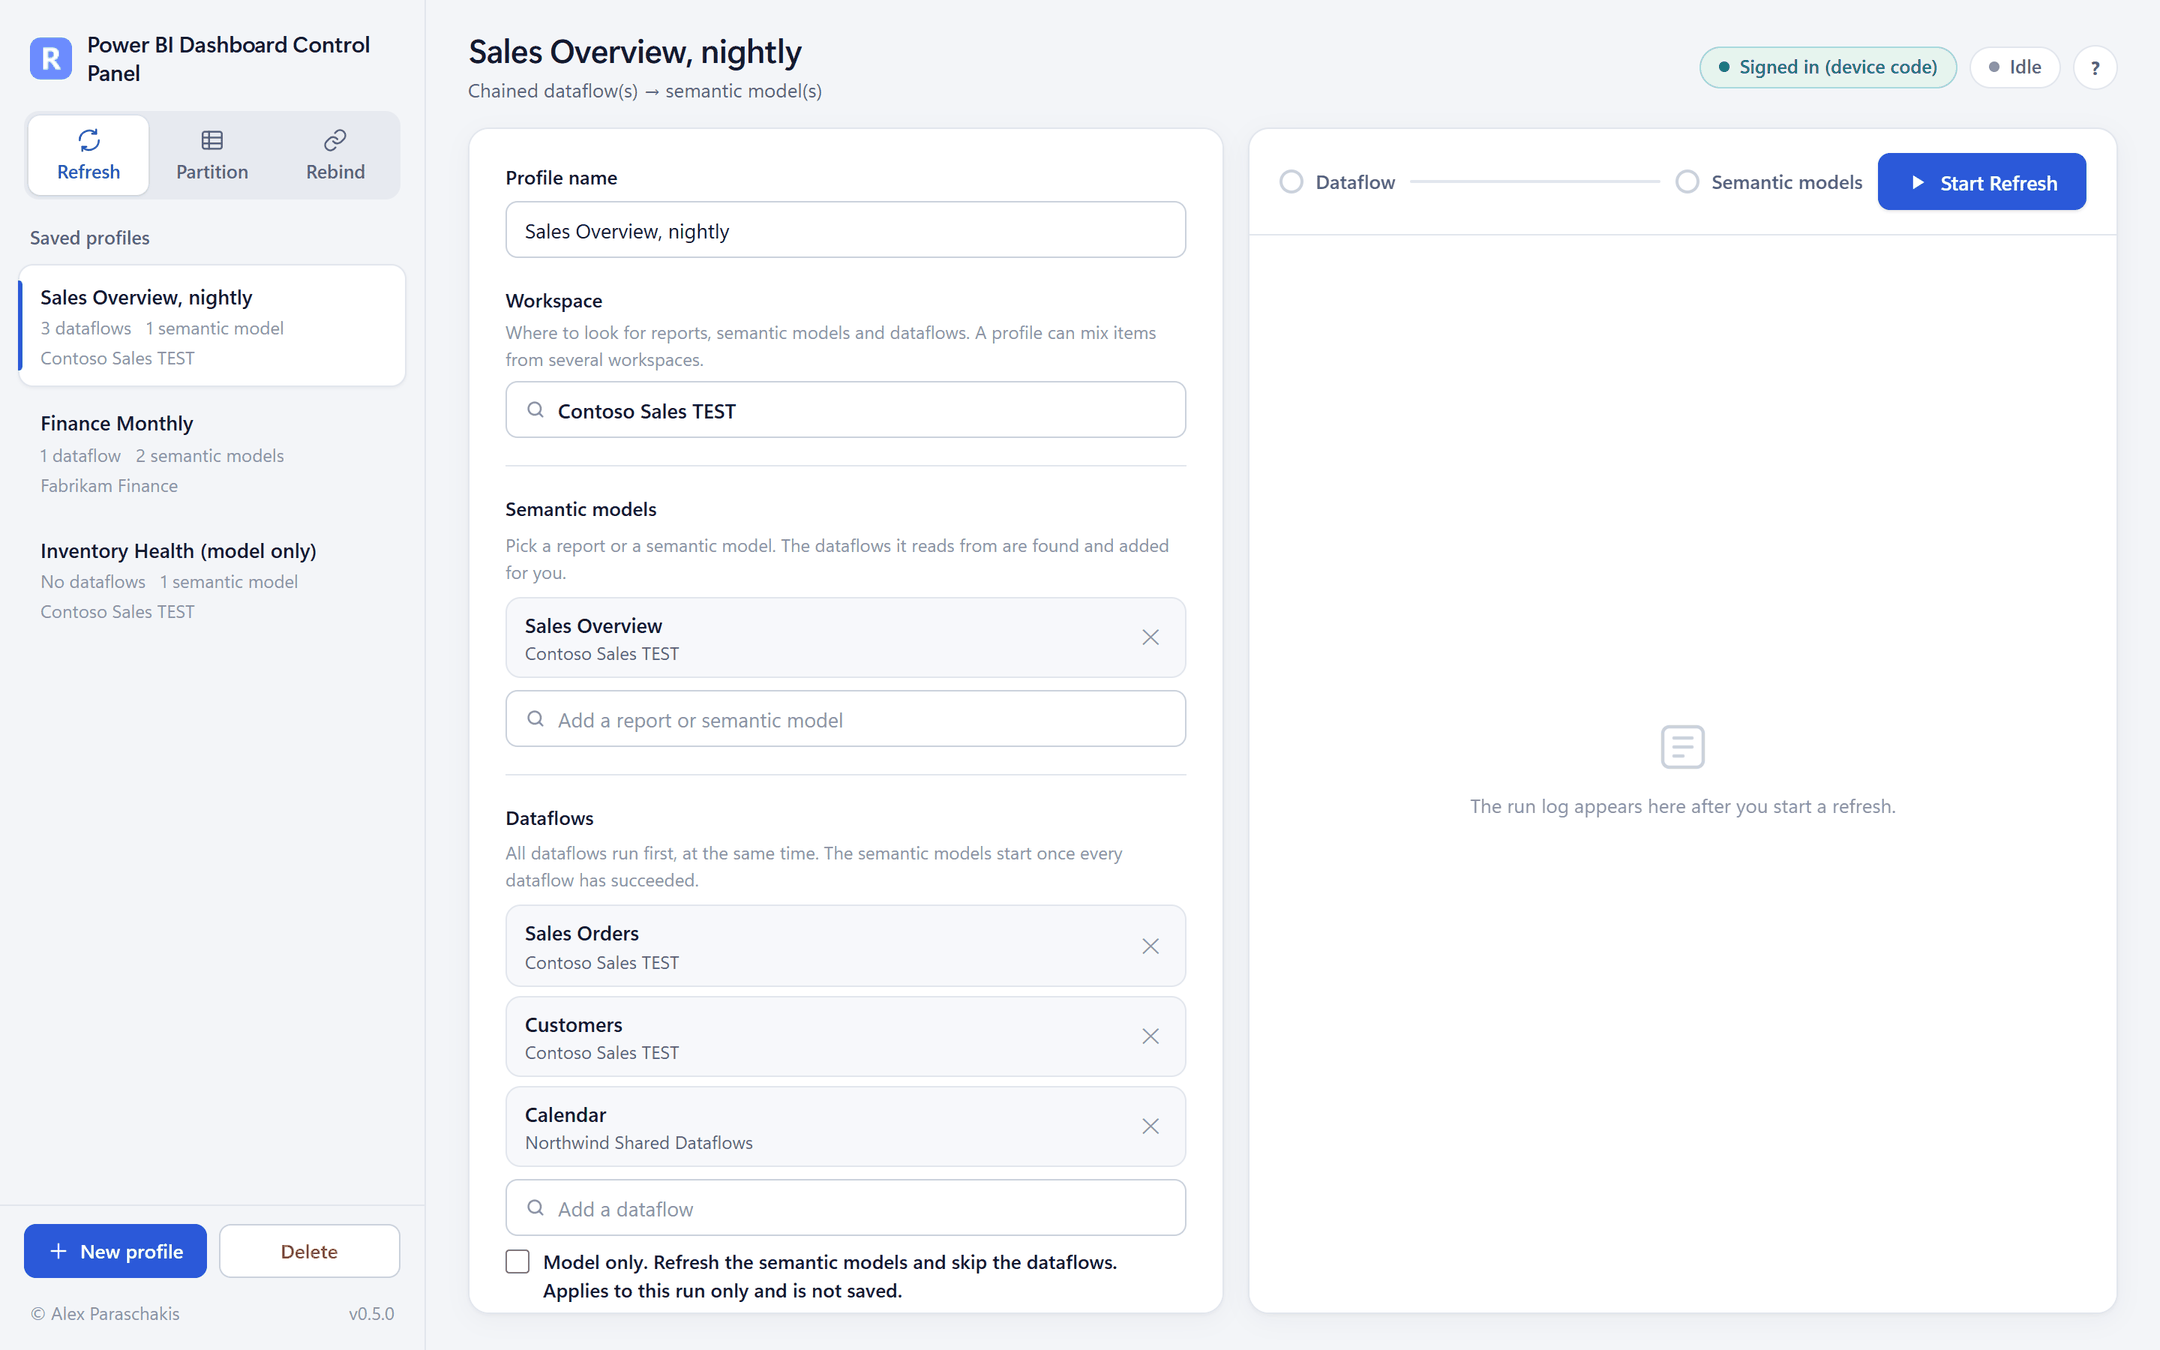 R
Power BI Dashboard Control
Panel
Refresh
Partition
Rebind
Saved profiles
Sales Overview, nightly
3 dataflows 1 semantic model
Contoso Sales TEST
Finance Monthly
1 dataflow 2 semantic models
Fabrikam Finance
Inventory Health (model only)
No dataflows 1 semantic model
Contoso Sales TEST
New profile
Delete
© Alex Paraschakis
v0.5.0
Sales Overview, nightly
Chained dataflow(s) → semantic model(s)
Signed in (device code)
Idle
?
Profile name
Sales Overview, nightly
Workspace
Where to look for reports, semantic models and dataflows. A profile can mix items
from several workspaces.
Contoso Sales TEST
Semantic models
Pick a report or a semantic model. The dataflows it reads from are found and added
for you.
Sales Overview
Contoso Sales TEST
Add a report or semantic model
Dataflows
All dataflows run first, at the same time. The semantic models start once every
dataflow has succeeded.
Sales Orders
Contoso Sales TEST
Customers
Contoso Sales TEST
Calendar
Northwind Shared Dataflows
Add a dataflow
Model only. Refresh the semantic models and skip the dataflows.
Applies to this run only and is not saved.
Dataflow
Semantic models
Start Refresh
The run log appears here after you start a refresh.